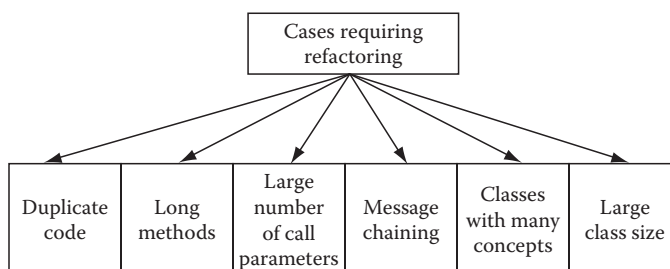 Cases requiring
refactoring
Duplicate
code
Long
methods
Large
number
of call
parameters
Message
chaining
Classes
with many
concepts
Large
class size